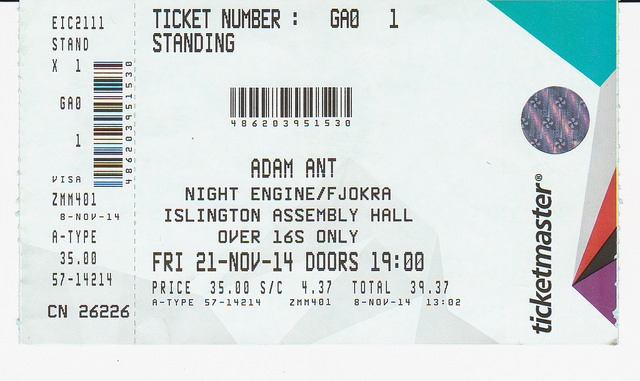 EIC2111
STAND
X 1
GA0
1
VISA
ZMM401
8-NOV-14
A-TYPE
35.00
57-14214
CN 26226
486203951530
TICKET NUMBER : GA0 1
STANDING
486203951530
ADAM ANT
NIGHT ENGINE/FJOKRA
ISLINGTON ASSEMBLY HALL
OVER 16S ONLY
FRI 21-NOV-14 DOORS 19:00
PRICE 35.00 S/C 4.37 TOTAL 39.37
A-TYPE 57-14214 ZMM401 8-NOV-14 13:02
ticketmaster®